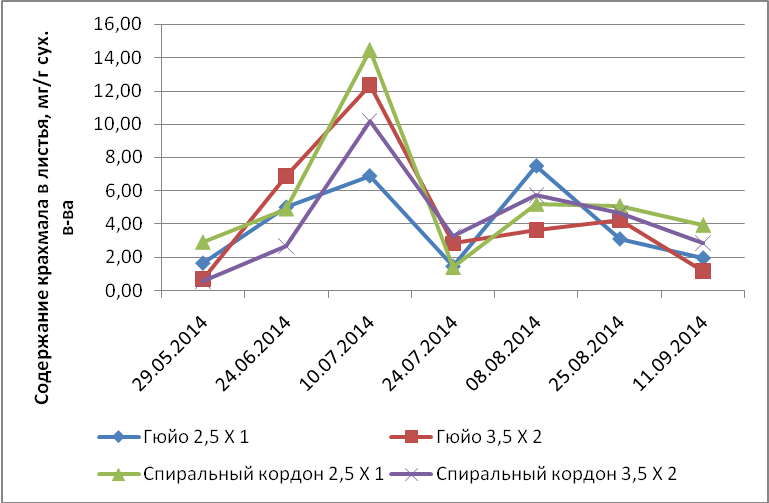 Содержание крахмала в листья, мг/г сух.
в-ва
16,00
14,00
12,00
10,00
8,00
6,00
4,00
2,00
0,00
29.05.2014
24.06.2014
10.07.2014
24.07.2014
08.08.2014
25.08.2014
11.09.2014
Гюйо 2,5 Х 1
Гюйо 3,5 Х 2
Спиральный кордон 2,5 Х 1
Спиральный кордон 3,5 Х 2